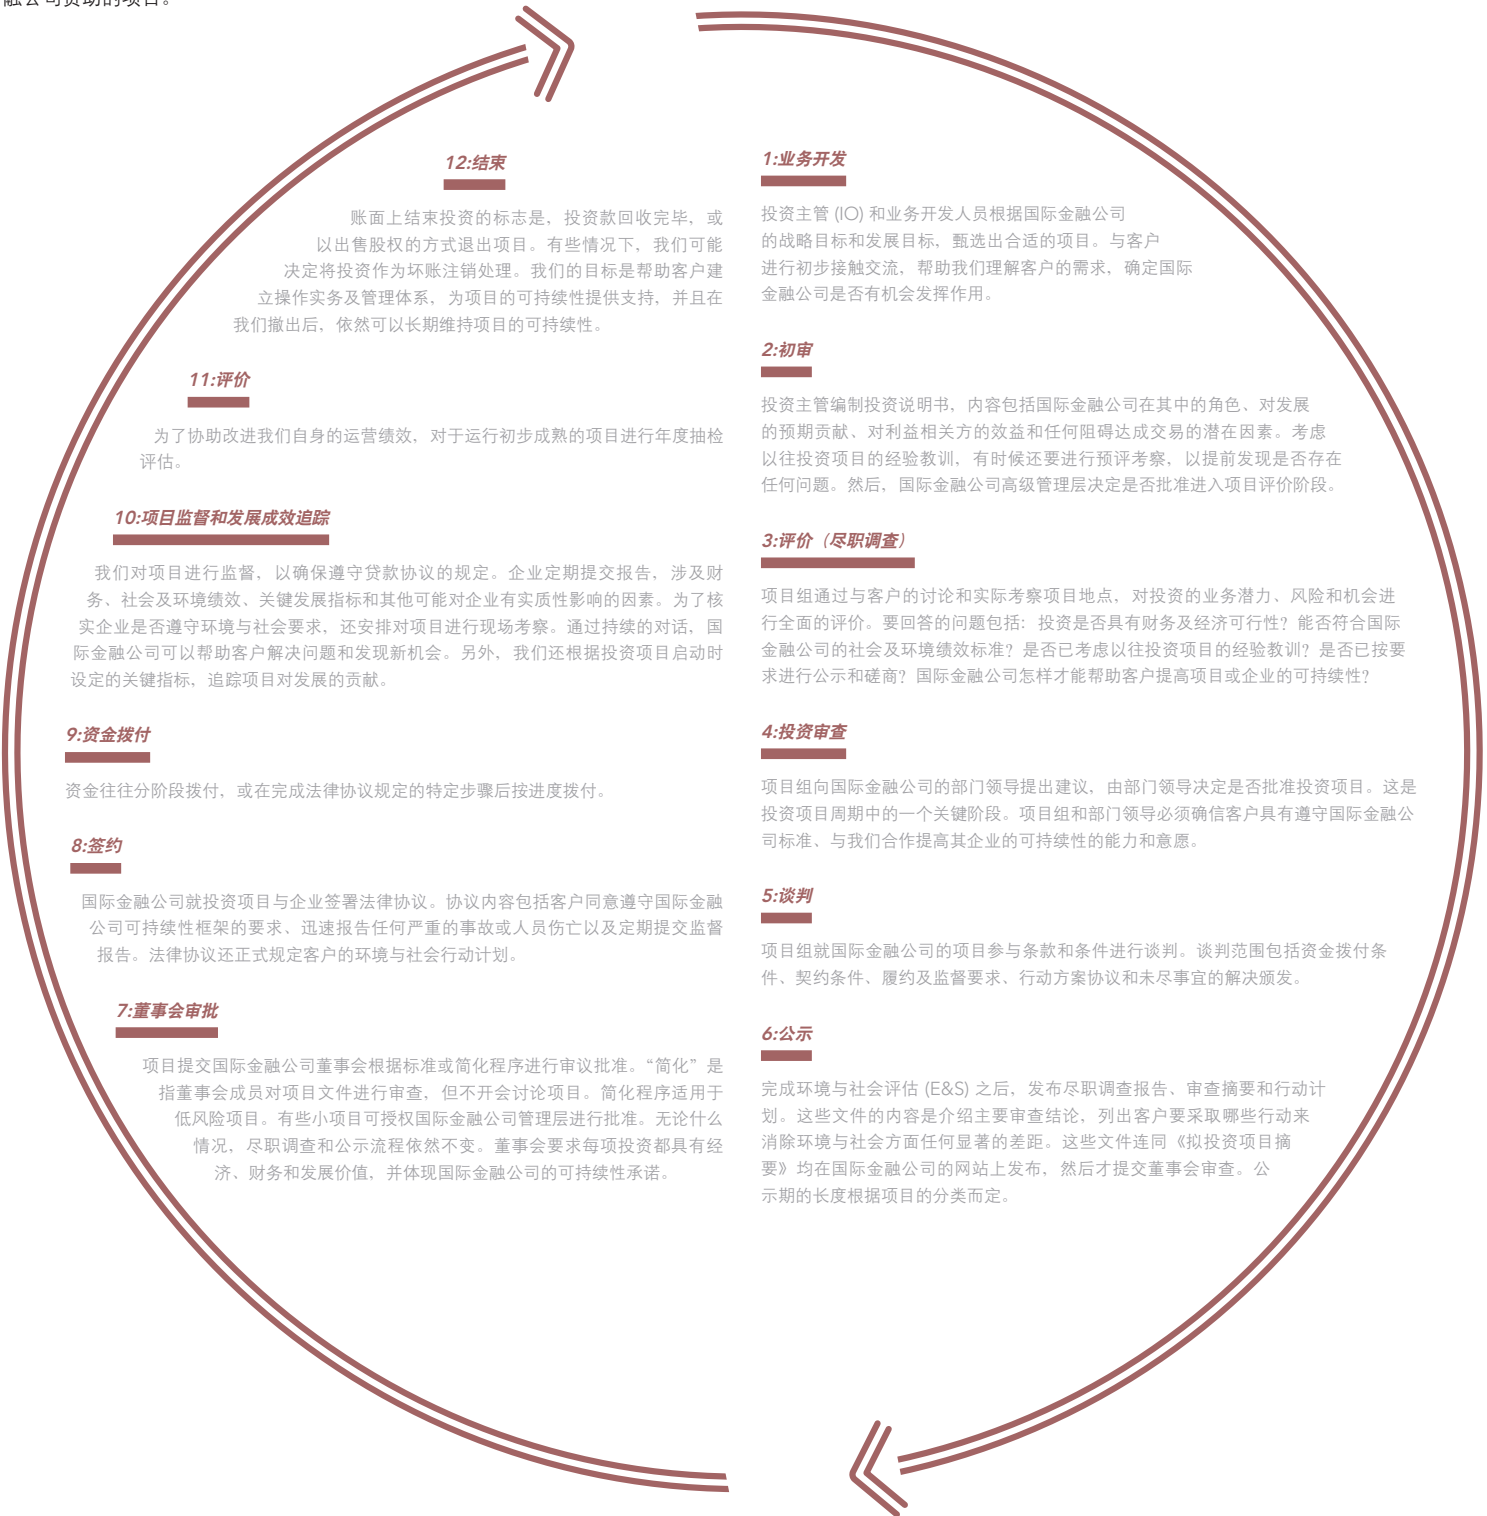 融公司资助的项目。
1:业务开发
投资主管 (IO) 和业务开发人员根据国际金融公司
的战略目标和发展目标，甄选出合适的项目。与客户
进行初步接触交流，帮助我们理解客户的需求，确定国际
金融公司是否有机会发挥作用。
2:初审
投资主管编制投资说明书，内容包括国际金融公司在其中的角色、对发展
的预期贡献、对利益相关方的效益和任何阻碍达成交易的潜在因素。考虑
以往投资项目的经验教训，有时候还要进行预评考察，以提前发现是否存在
任何问题。然后，国际金融公司高级管理层决定是否批准进入项目评价阶段。
3:评价（尽职调查）
项目组通过与客户的讨论和实际考察项目地点，对投资的业务潜力、风险和机会进
行全面的评价。要回答的问题包括：投资是否具有财务及经济可行性？能否符合国际
金融公司的社会及环境绩效标准？是否已考虑以往投资项目的经验教训？是否已按要
求进行公示和磋商？国际金融公司怎样才能帮助客户提高项目或企业的可持续性？
4:投资审查
项目组向国际金融公司的部门领导提出建议，由部门领导决定是否批准投资项目。这是
投资项目周期中的一个关键阶段。项目组和部门领导必须确信客户具有遵守国际金融公
司标准、与我们合作提高其企业的可持续性的能力和意愿。
5:谈判
项目组就国际金融公司的项目参与条款和条件进行谈判。谈判范围包括资金拨付条
件、契约条件、履约及监督要求、行动方案协议和未尽事宜的解决颁发。
6:公示
完成环境与社会评估 (E&S) 之后，发布尽职调查报告、审查摘要和行动计
划。这些文件的内容是介绍主要审查结论，列出客户要采取哪些行动来
消除环境与社会方面任何显著的差距。这些文件连同《拟投资项目摘
要》均在国际金融公司的网站上发布，然后才提交董事会审查。公
示期的长度根据项目的分类而定。
7:董事会审批
项目提交国际金融公司董事会根据标准或简化程序进行审议批准。“简化”是
指董事会成员对项目文件进行审查，但不开会讨论项目。简化程序适用于
低风险项目。有些小项目可授权国际金融公司管理层进行批准。无论什么
情况，尽职调查和公示流程依然不变。董事会要求每项投资都具有经
济、财务和发展价值，并体现国际金融公司的可持续性承诺。
8:签约
国际金融公司就投资项目与企业签署法律协议。协议内容包括客户同意遵守国际金融
公司可持续性框架的要求、迅速报告任何严重的事故或人员伤亡以及定期提交监督
报告。法律协议还正式规定客户的环境与社会行动计划。
9:资金拨付
资金往往分阶段拨付，或在完成法律协议规定的特定步骤后按进度拨付。
10:项目监督和发展成效追踪
我们对项目进行监督，以确保遵守贷款协议的规定。企业定期提交报告，涉及财
务、社会及环境绩效、关键发展指标和其他可能对企业有实质性影响的因素。为了核
实企业是否遵守环境与社会要求，还安排对项目进行现场考察。通过持续的对话，国
际金融公司可以帮助客户解决问题和发现新机会。另外，我们还根据投资项目启动时
设定的关键指标，追踪项目对发展的贡献。
11:评价
为了协助改进我们自身的运营绩效，对于运行初步成熟的项目进行年度抽检
评估。
12:结束
账面上结束投资的标志是，投资款回收完毕，或
以出售股权的方式退出项目。有些情况下，我们可能
决定将投资作为坏账注销处理。我们的目标是帮助客户建
立操作实务及管理体系，为项目的可持续性提供支持，并且在
我们撤出后，依然可以长期维持项目的可持续性。